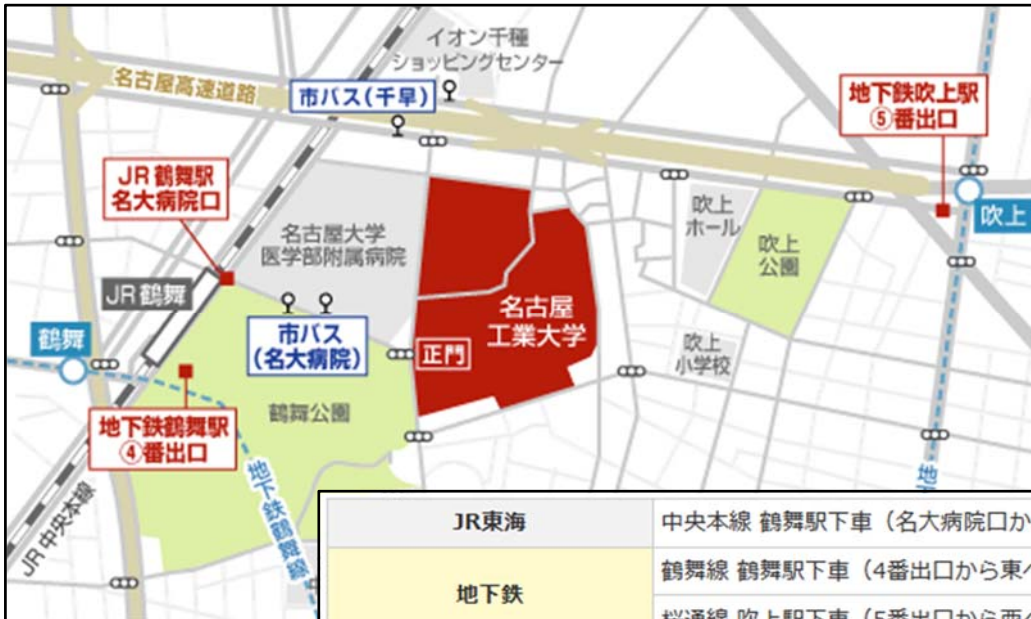 イオン千種
ショッピングセンター
名古屋高速道路
市バス(千早)
地下鉄吹上駅
⑤番出口
JR鶴舞駅
名大病院口
名古屋大学
医学部附属病院
吹上
ホール
吹上
公園
吹上
JR鶴舞
名古屋
工業大学
鶴舞
市バス
(名大病院)
正門
吹上
小学校
地下鉄鶴舞駅
④番出口
鶴舞公園
地下鉄鶴舞線
JR中央本線
地
JR東海
中央本線 鶴舞駅下車（名大病院口か
地下鉄
鶴舞線 鶴舞駅下車（4番出口から東へ
桜通線 吹上駅下車（5番出口から西へ